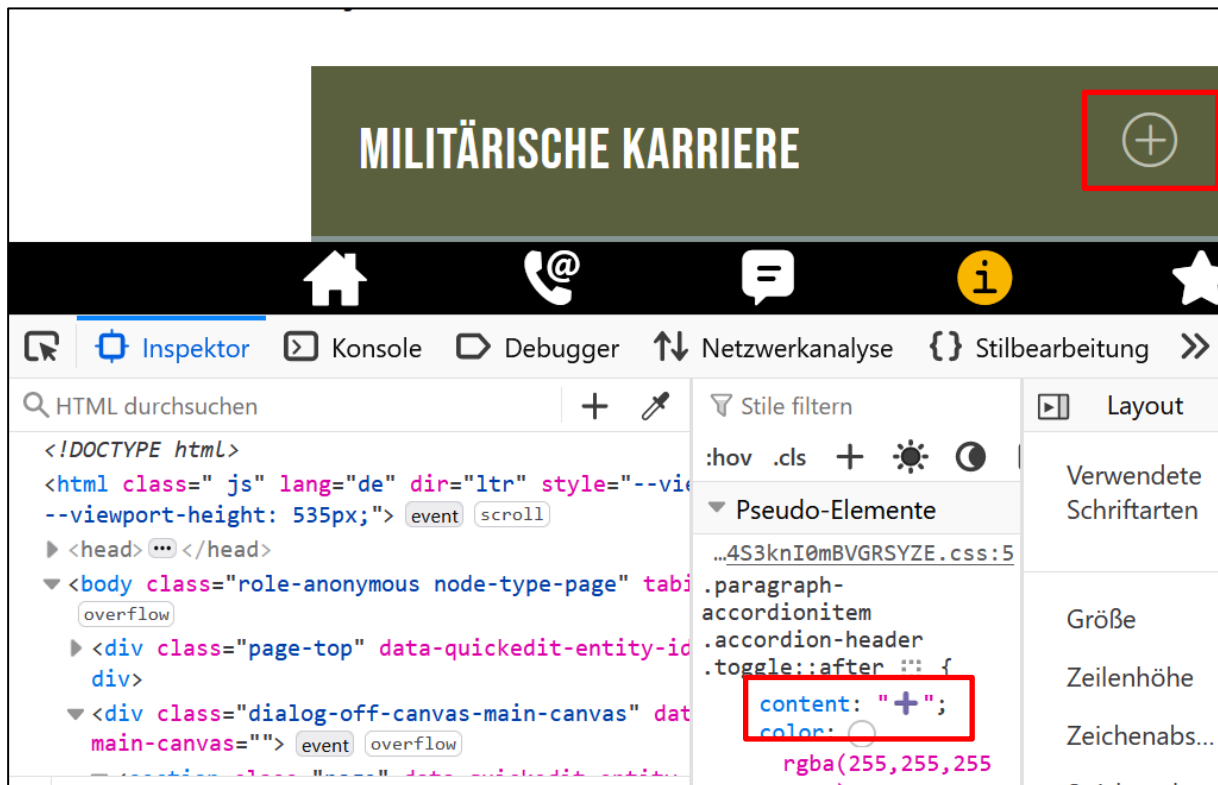 MILITÄRISCHE KARRIERE
Inspektor Konsole Debugger Netzwerkanalyse {} Stilbearbeitung
HTML durchsuchen
<!DOCTYPE html>
<html class=" js" lang="de" dir="ltr" style="--vie
--viewport-height: 535px;"> event scroll
<head> ••• </head>
<body class="role-anonymous node-type-page" tabi
overflow
<div class="page-top" data-quickedit-entity-id
div>
<div class="dialog-off-canvas-main-canvas" dat
main-canvas=""> event overflow
Stile filtern
:hov .cls +
Pseudo-Elemente
…4S3knI0mBVGRSYZE.css:5
.paragraph-
accordionitem
.accordion-header
.toggle::after {
content: "➕";
color:
rgba(255,255,255
Layout
Verwendete
Schriftarten
Größe
Zeilenhöhe
Zeichenabs...